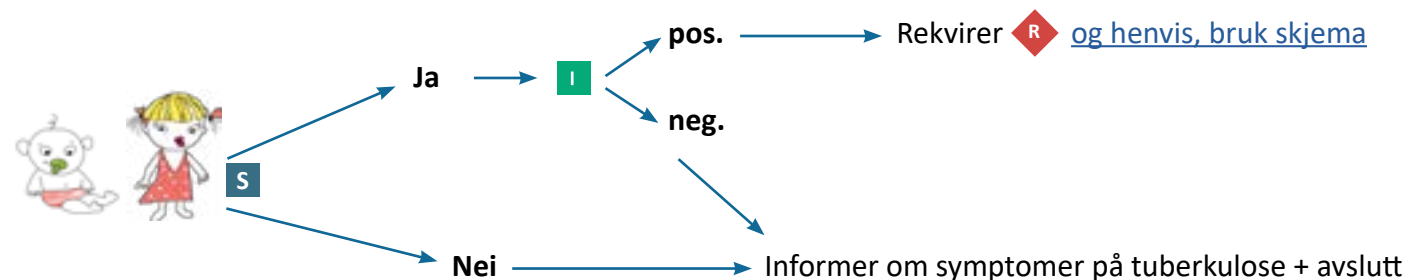 pos.
Rekvirer R og henvis, bruk skjema
Ja
I
neg.
S
Nei
Informer om symptomer på tuberkulose + avslutt